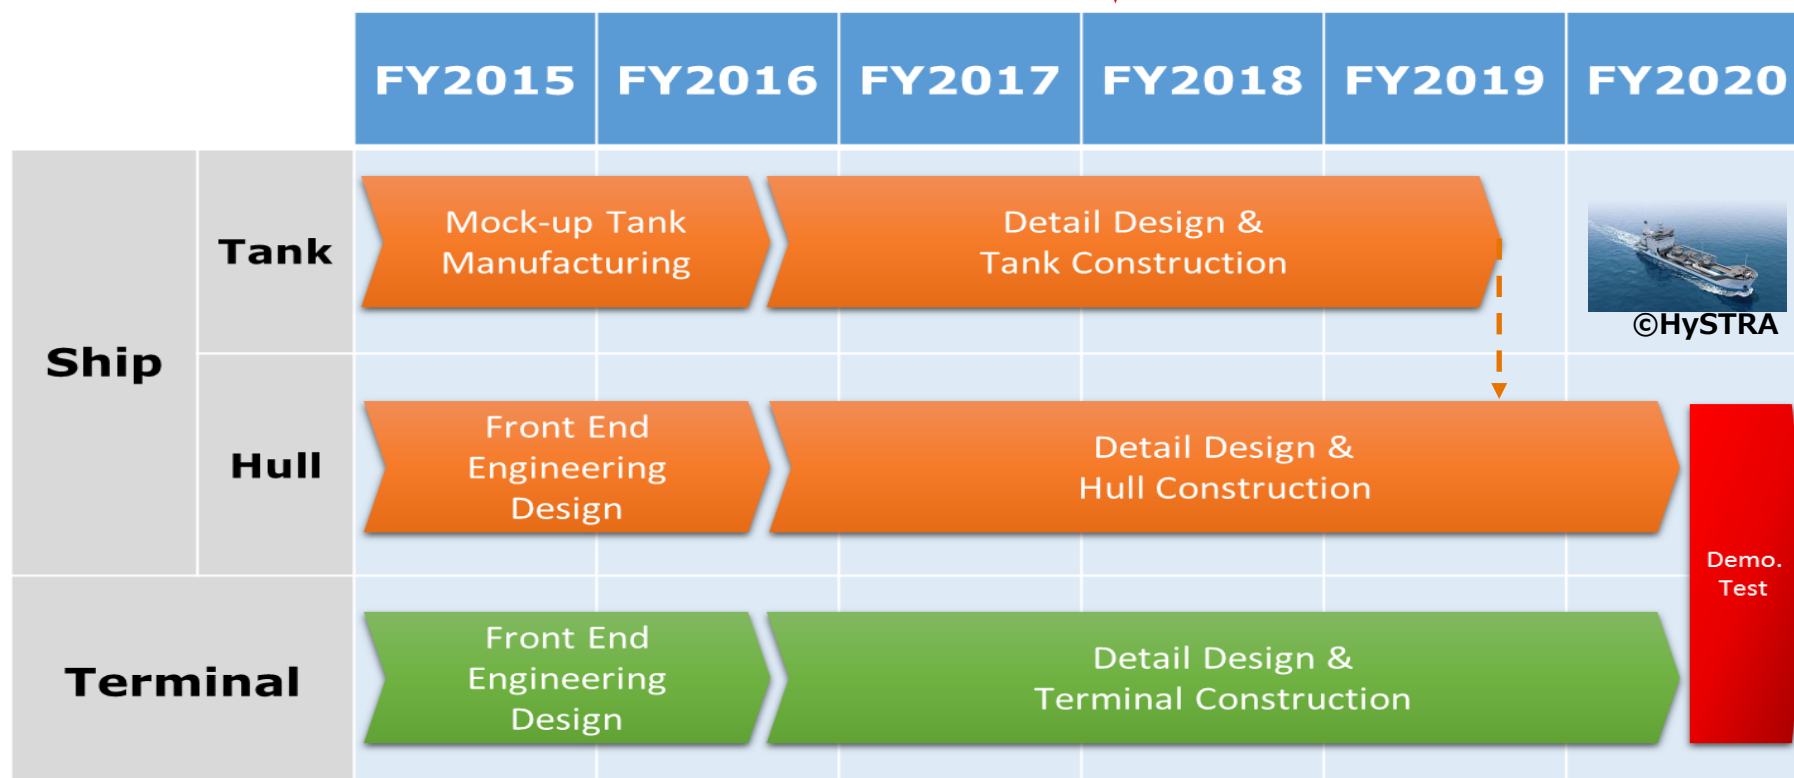 FY2015 FY2016 FY2017 FY2018 FY2019 FY2020
Ship
Tank
Mock-up Tank
Manufacturing
Detail Design &
Tank Construction
©HySTRA
Hull
Front End
Engineering
Design
Detail Design &
Hull Construction
Demo.
Test
Terminal
Front End
Engineering
Design
Detail Design &
Terminal Construction